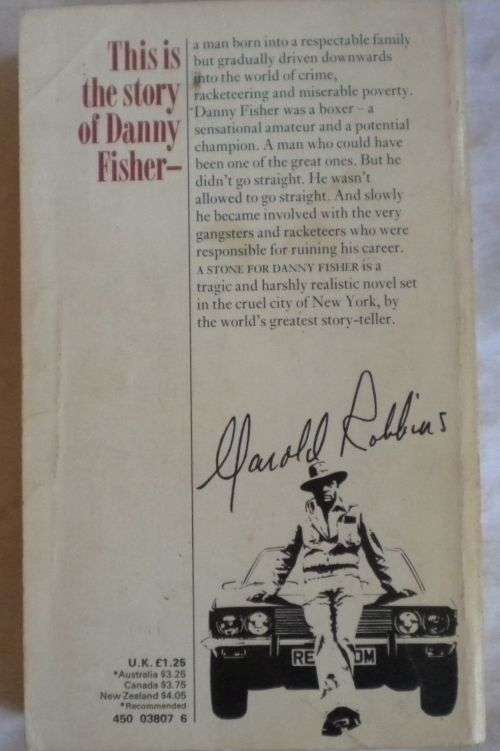 This is
the story
of Danny
Fisher–
a man born into a respectable family
but gradually driven downwards
into the world of crime,
racketeering and miserable poverty.
Danny Fisher was a boxer – a
sensational amateur and a potential
champion. A man who could have
been one of the great ones. But he
didn't go straight. He wasn't
allowed to go straight. And slowly
he became involved with the very
gangsters and racketeers who were
responsible for ruining his career.
A STONE FOR DANNY FISHER is a
tragic and harshly realistic novel set
in the cruel city of New York, by
the world's greatest story-teller.
Harold Robbins
RE DOM
U.K. £1.25
*Australia $3.25
Canada $3.75
New Zealand $4.05
*Recommended
450 03807 6